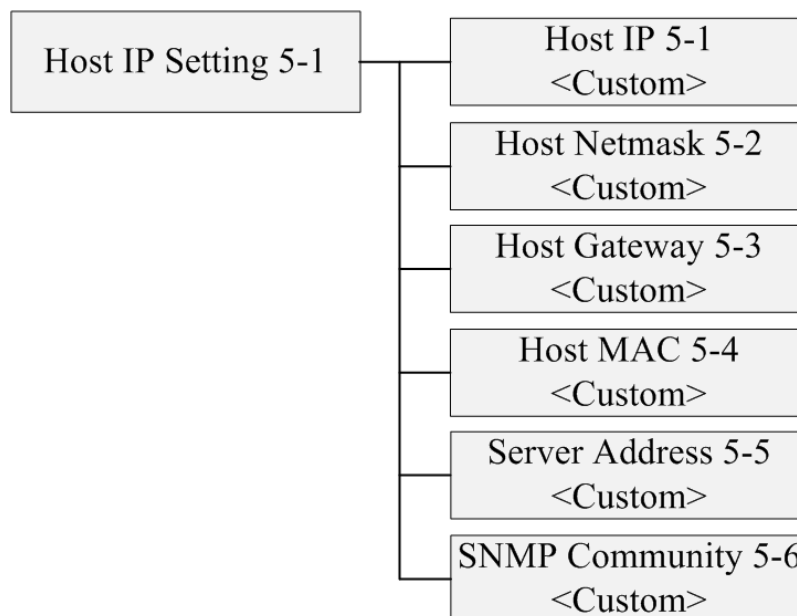 Host IP Setting 5-1
Host IP 5-1
<Custom>
Host Netmask 5-2
<Custom>
Host Gateway 5-3
<Custom>
Host MAC 5-4
<Custom>
Server Address 5-5
<Custom>
SNMP Community 5-6
<Custom>